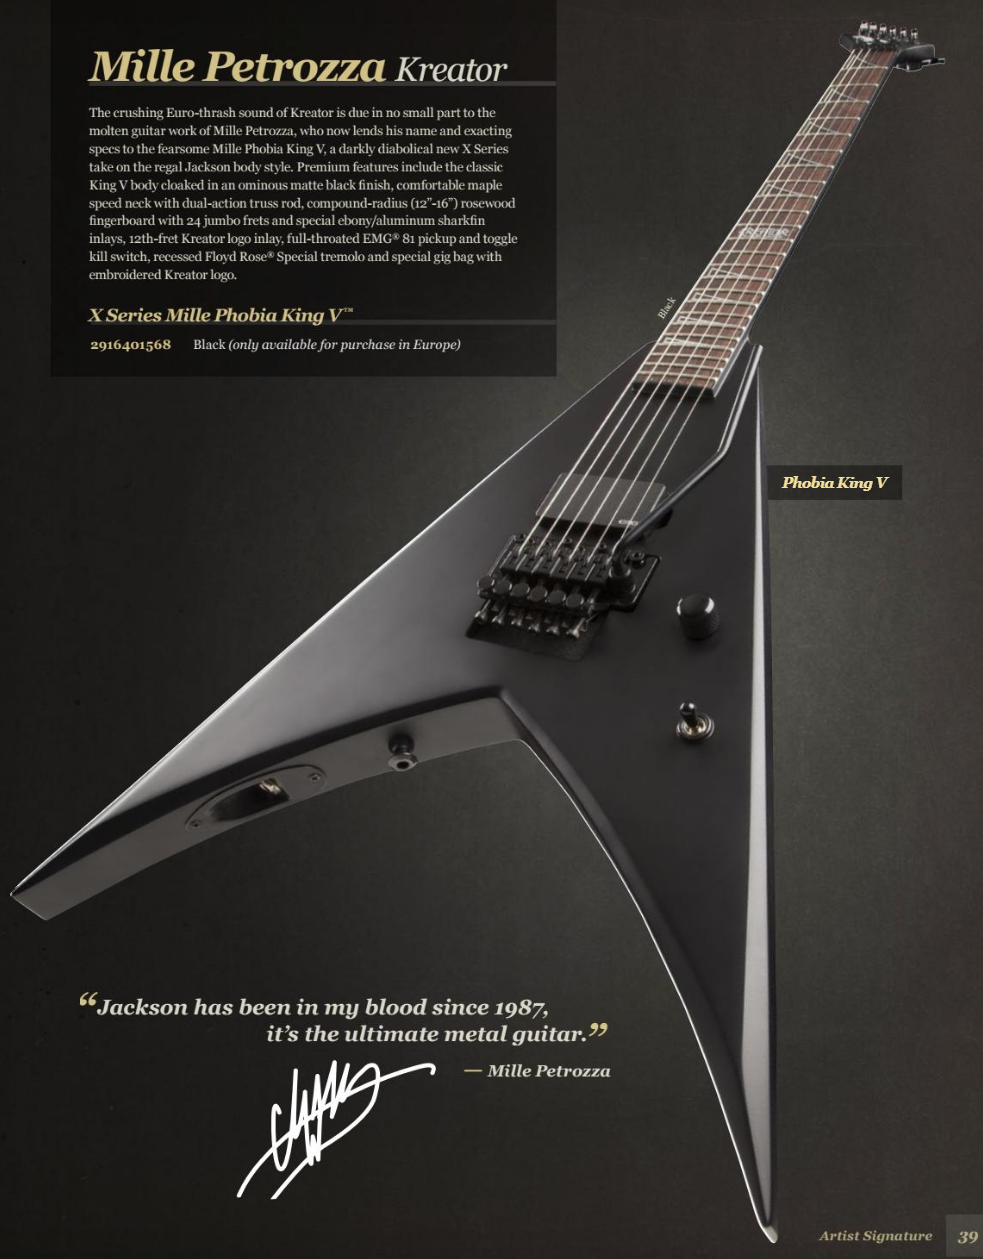 Mille Petrozza Kreator
The crushing Euro-thrash sound of Kreator is due in no small part to the
molten guitar work of Mille Petrozza, who now lends his name and exacting
specs to the fearsome Mille Phobia King V, a darkly diabolical new X Series
take on the regal Jackson body style. Premium features include the classic
King V body cloaked in an ominous matte black finish, comfortable maple
speed neck with dual-action truss rod, compound-radius (12”-16”) rosewood
fingerboard with 24 jumbo frets and special ebony/aluminum sharkfin
inlays, 12th-fret Kreator logo inlay, full-throated EMG® 81 pickup and toggle
kill switch, recessed Floyd Rose® Special tremolo and special gig bag with
embroidered Kreator logo.
X Series Mille Phobia King V™
2916401568 Black (only available for purchase in Europe)
Black
Phobia King V
“Jackson has been in my blood since 1987,
it’s the ultimate metal guitar.”
— Mille Petrozza
Artist Signature 39